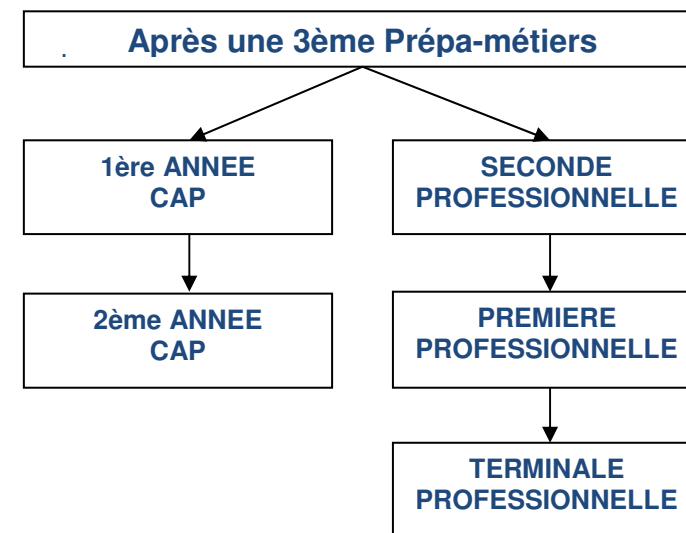 . Après une 3ème Prépa-métiers
1ère ANNEE
CAP
SECONDE
PROFESSIONNELLE
2ème ANNEE
CAP
PREMIERE
PROFESSIONNELLE
TERMINALE
PROFESSIONNELLE